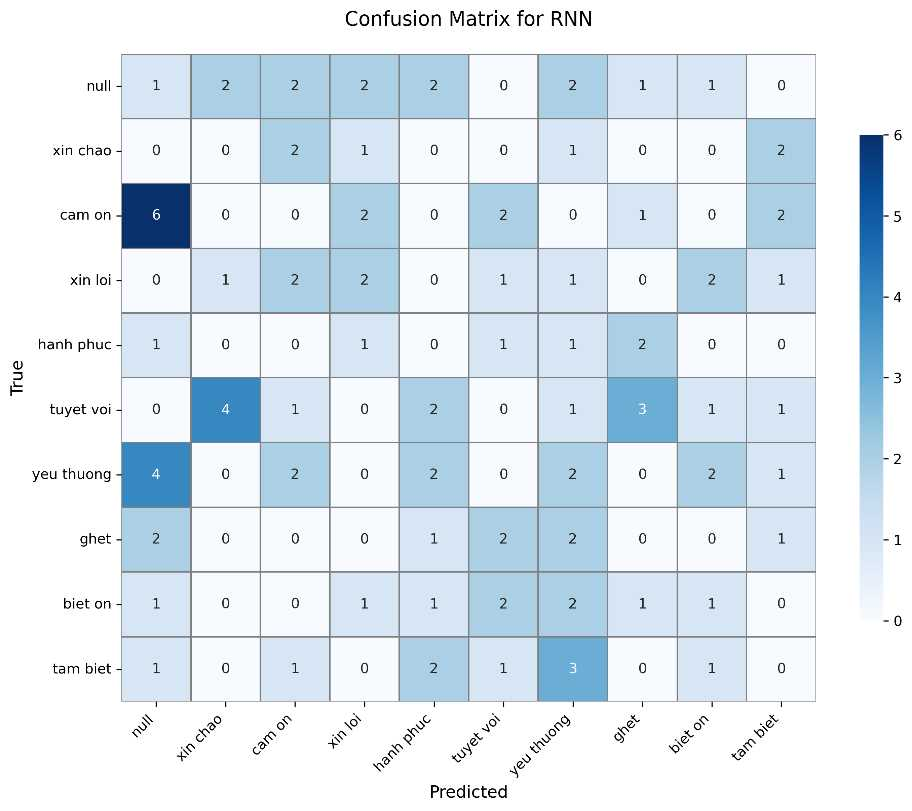 Confusion Matrix for RNN
null 1 2 2 2 2 0 2 1 1 0
xin chao 0 0 2 1 0 0 1 0 0 2
cam on 6 0 0 2 0 2 0 1 0 2
xin loi 0 1 2 2 0 1 1 0 2 1
hanh phuc 1 0 0 1 0 1 1 2 0 0
tuyet voi 0 4 1 0 2 0 1 3 1 1
yeu thuong 4 0 2 0 2 0 2 0 2 1
ghet 2 0 0 0 1 2 2 0 0 1
biet on 1 0 0 1 1 2 2 1 1 0
tam biet 1 0 1 0 2 1 3 0 1 0
True
null xin chao cam on xin loi hanh phuc tuyet voi yeu thuong ghet biet on tam biet
Predicted
6
5
4
3
2
1
0